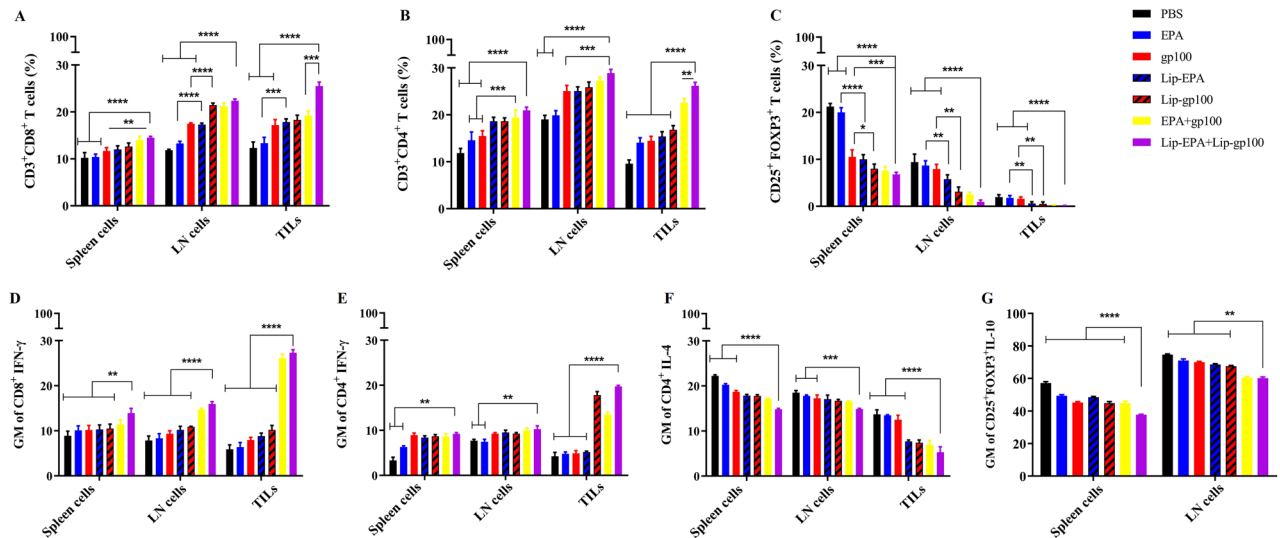 A
CD3⁺CD8⁺ T cells (%)
100
30
20
10
0
****
**
****
****
****
***
****
***
Spleen cells
LN cells
TILs
B
CD3⁺CD4⁺ T cells (%)
100
30
20
10
0
****
***
****
***
****
**
Spleen cells
LN cells
TILs
C
CD25⁺ FOXP3⁺ T cells (%)
100
40
30
20
10
0
****
***
****
*
****
**
**
****
**
**
Spleen cells
LN cells
TILs
PBS
EPA
gp100
Lip-EPA
Lip-gp100
EPA+gp100
Lip-EPA+Lip-gp100
D
GM of CD8⁺ IFN-γ
100
30
20
10
0
**
****
****
Spleen cells
LN cells
TILs
E
GM of CD4⁺ IFN-γ
100
30
20
10
0
**
**
****
Spleen cells
LN cells
TILs
F
GM of CD4⁺ IL-4
100
30
20
10
0
****
***
****
Spleen cells
LN cells
TILs
G
GM of CD25⁺FOXP3⁺IL-10
100
80
60
40
20
0
****
**
Spleen cells
LN cells